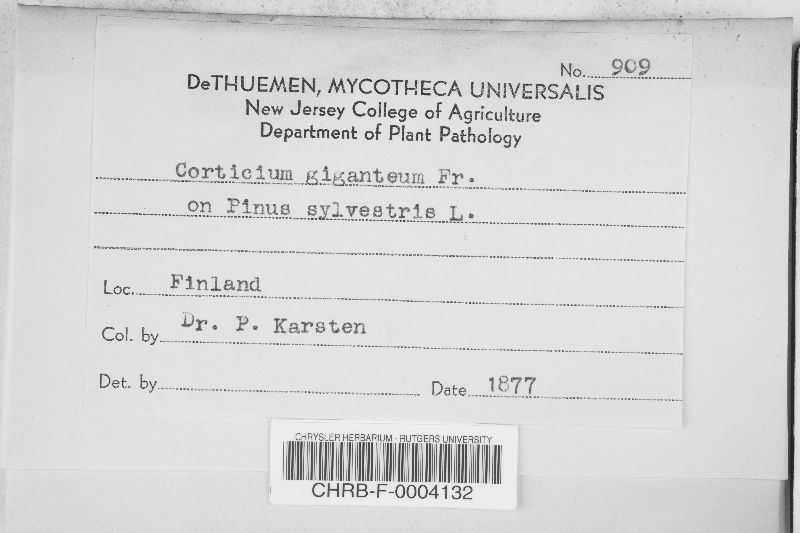 No. 909
DeTHUEMEN, MYCOTHECA UNIVERSALIS
New Jersey College of Agriculture
Department of Plant Pathology
Corticium giganteum Fr.
on Pinus sylvestris L.
Loc. Finland
Col. by Dr. P. Karsten
Det. by
Date 1877
CHRYSLER HERBARIUM - RUTGERS UNIVERSITY
CHRB-F-0004132